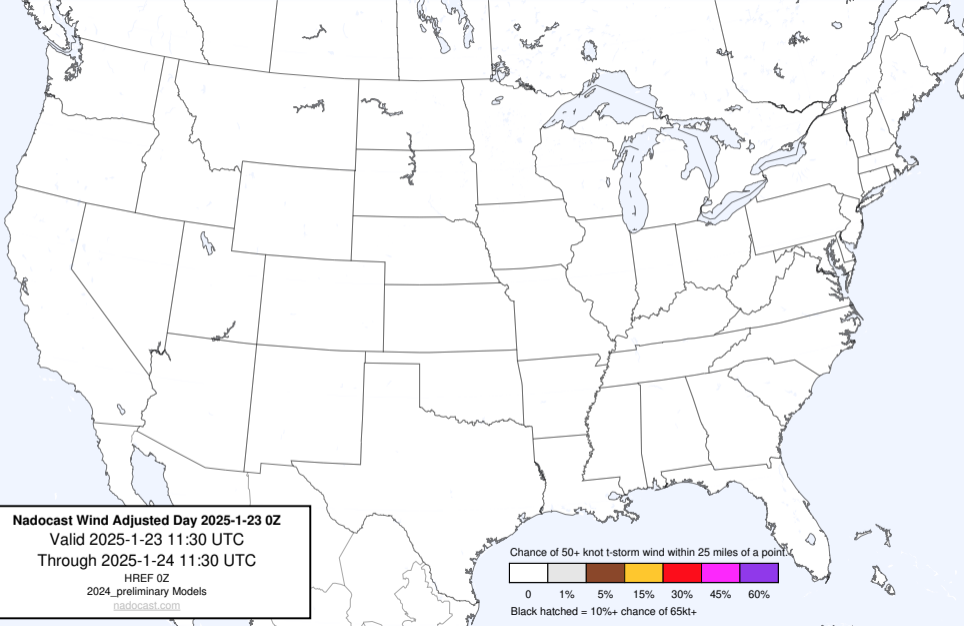 Nadocast Wind Adjusted Day 2025-1-23 0Z
Valid 2025-1-23 11:30 UTC
Through 2025-1-24 11:30 UTC
HREF 0Z
2024_preliminary Models
nadocast.com
Chance of 50+ knot t-storm wind within 25 miles of a point.
0 1% 5% 15% 30% 45% 60%
Black hatched = 10%+ chance of 65kt+